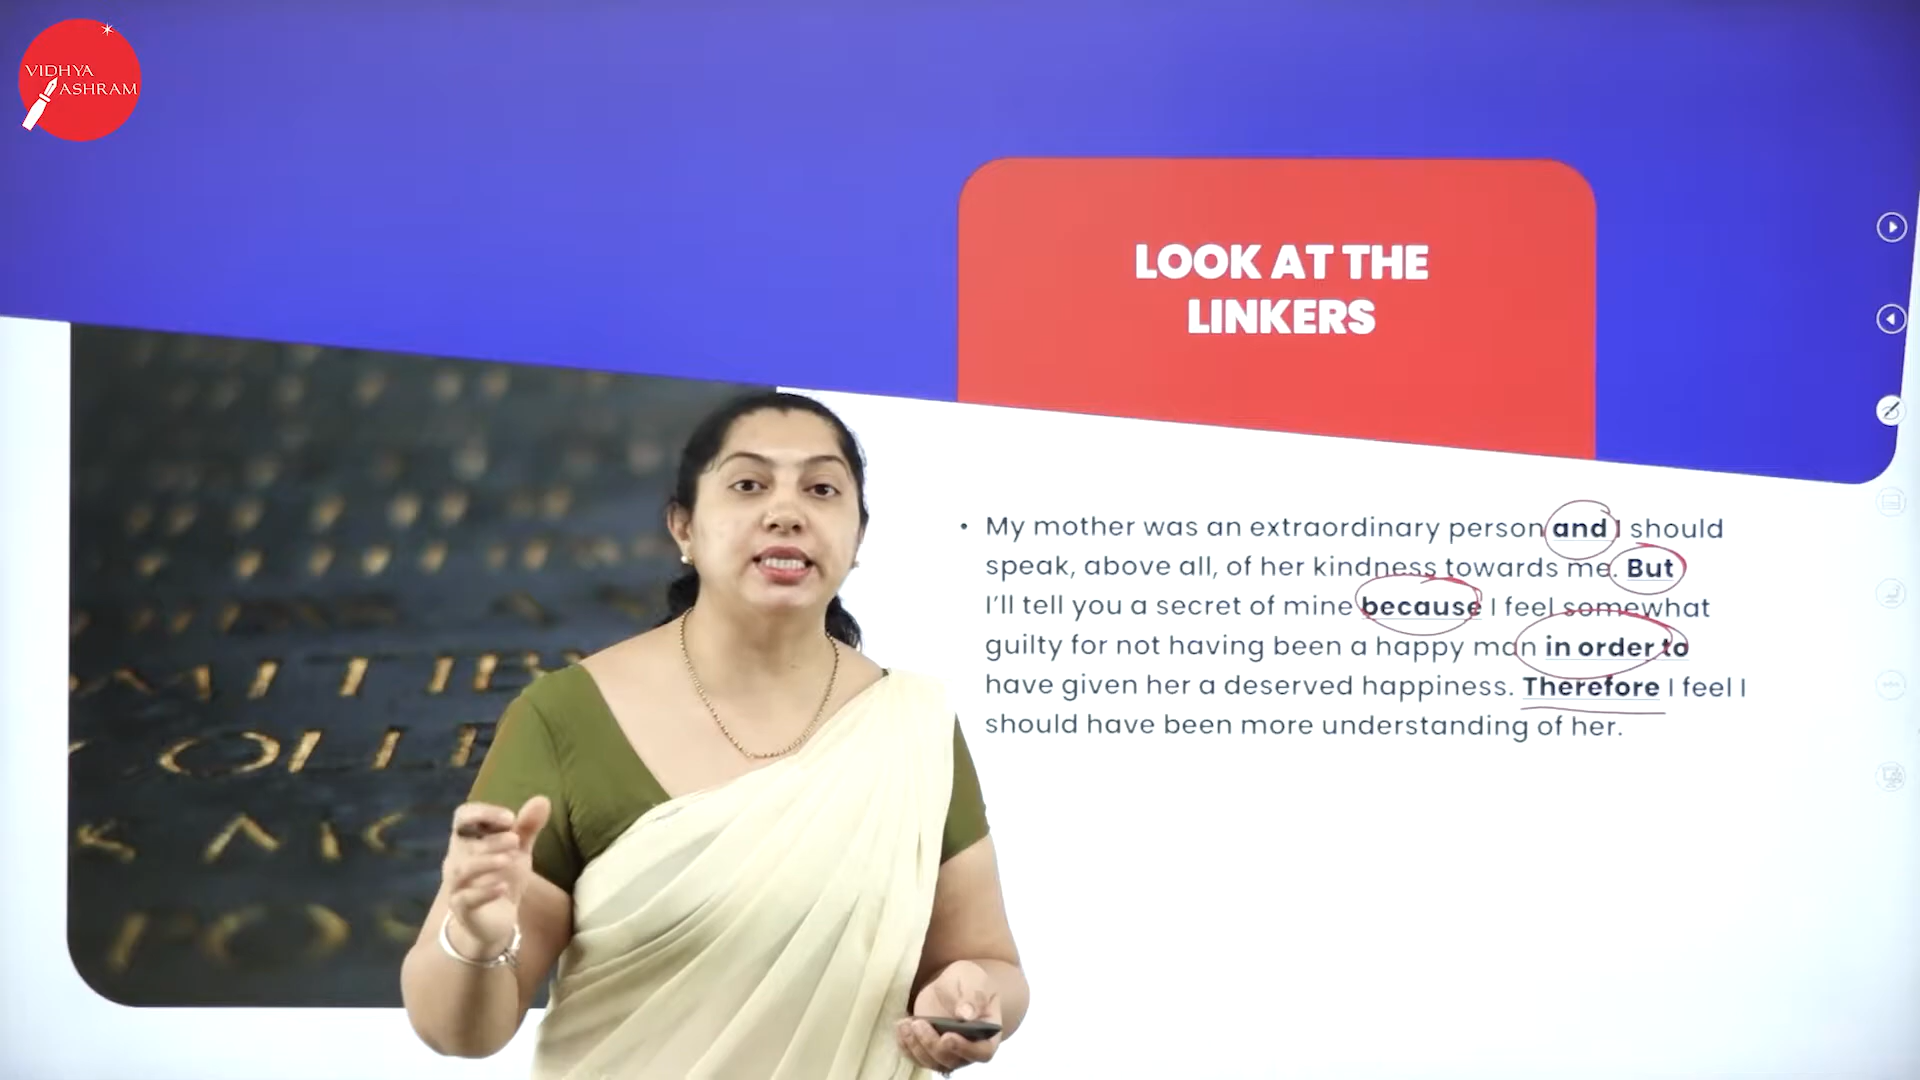 VIDHYA
ASHRAM
LOOK AT THE
LINKERS
• My mother was an extraordinary person and I should
speak, above all, of her kindness towards me. But
I'll tell you a secret of mine because I feel somewhat
guilty for not having been a happy man in order to
have given her a deserved happiness. Therefore I feel I
should have been more understanding of her.